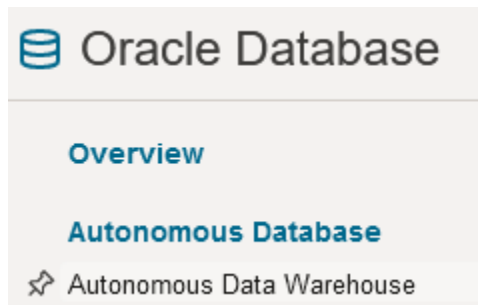 Oracle Database
Overview
Autonomous Database
Autonomous Data Warehouse